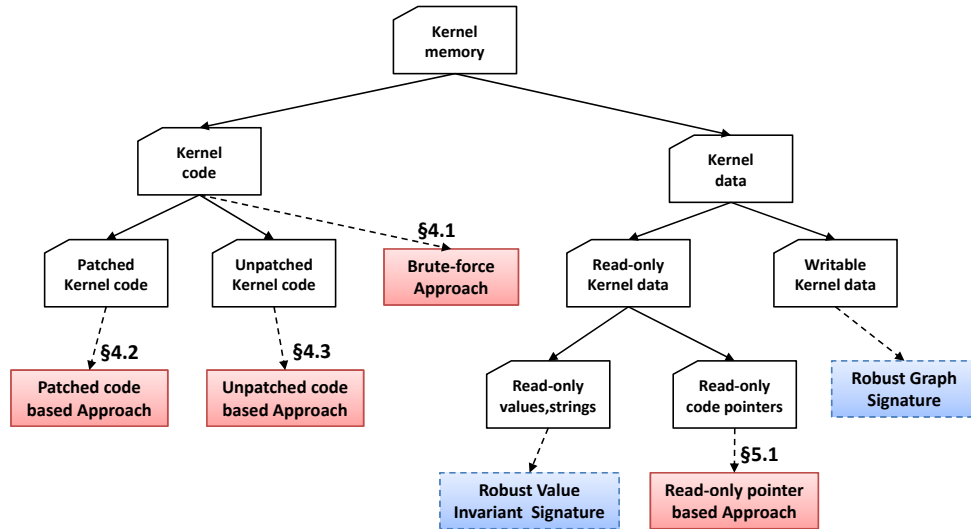 Kernel
memory
Kernel
code
Kernel
data
§4.1
Patched
Kernel code
Unpatched
Kernel code
Brute-force
Approach
Read-only
Kernel data
Writable
Kernel data
§4.2
§4.3
Patched code
based Approach
Unpatched code
based Approach
Read-only
values,strings
Read-only
code pointers
Robust Graph
Signature
§5.1
Robust Value
Invariant Signature
Read-only pointer
based Approach